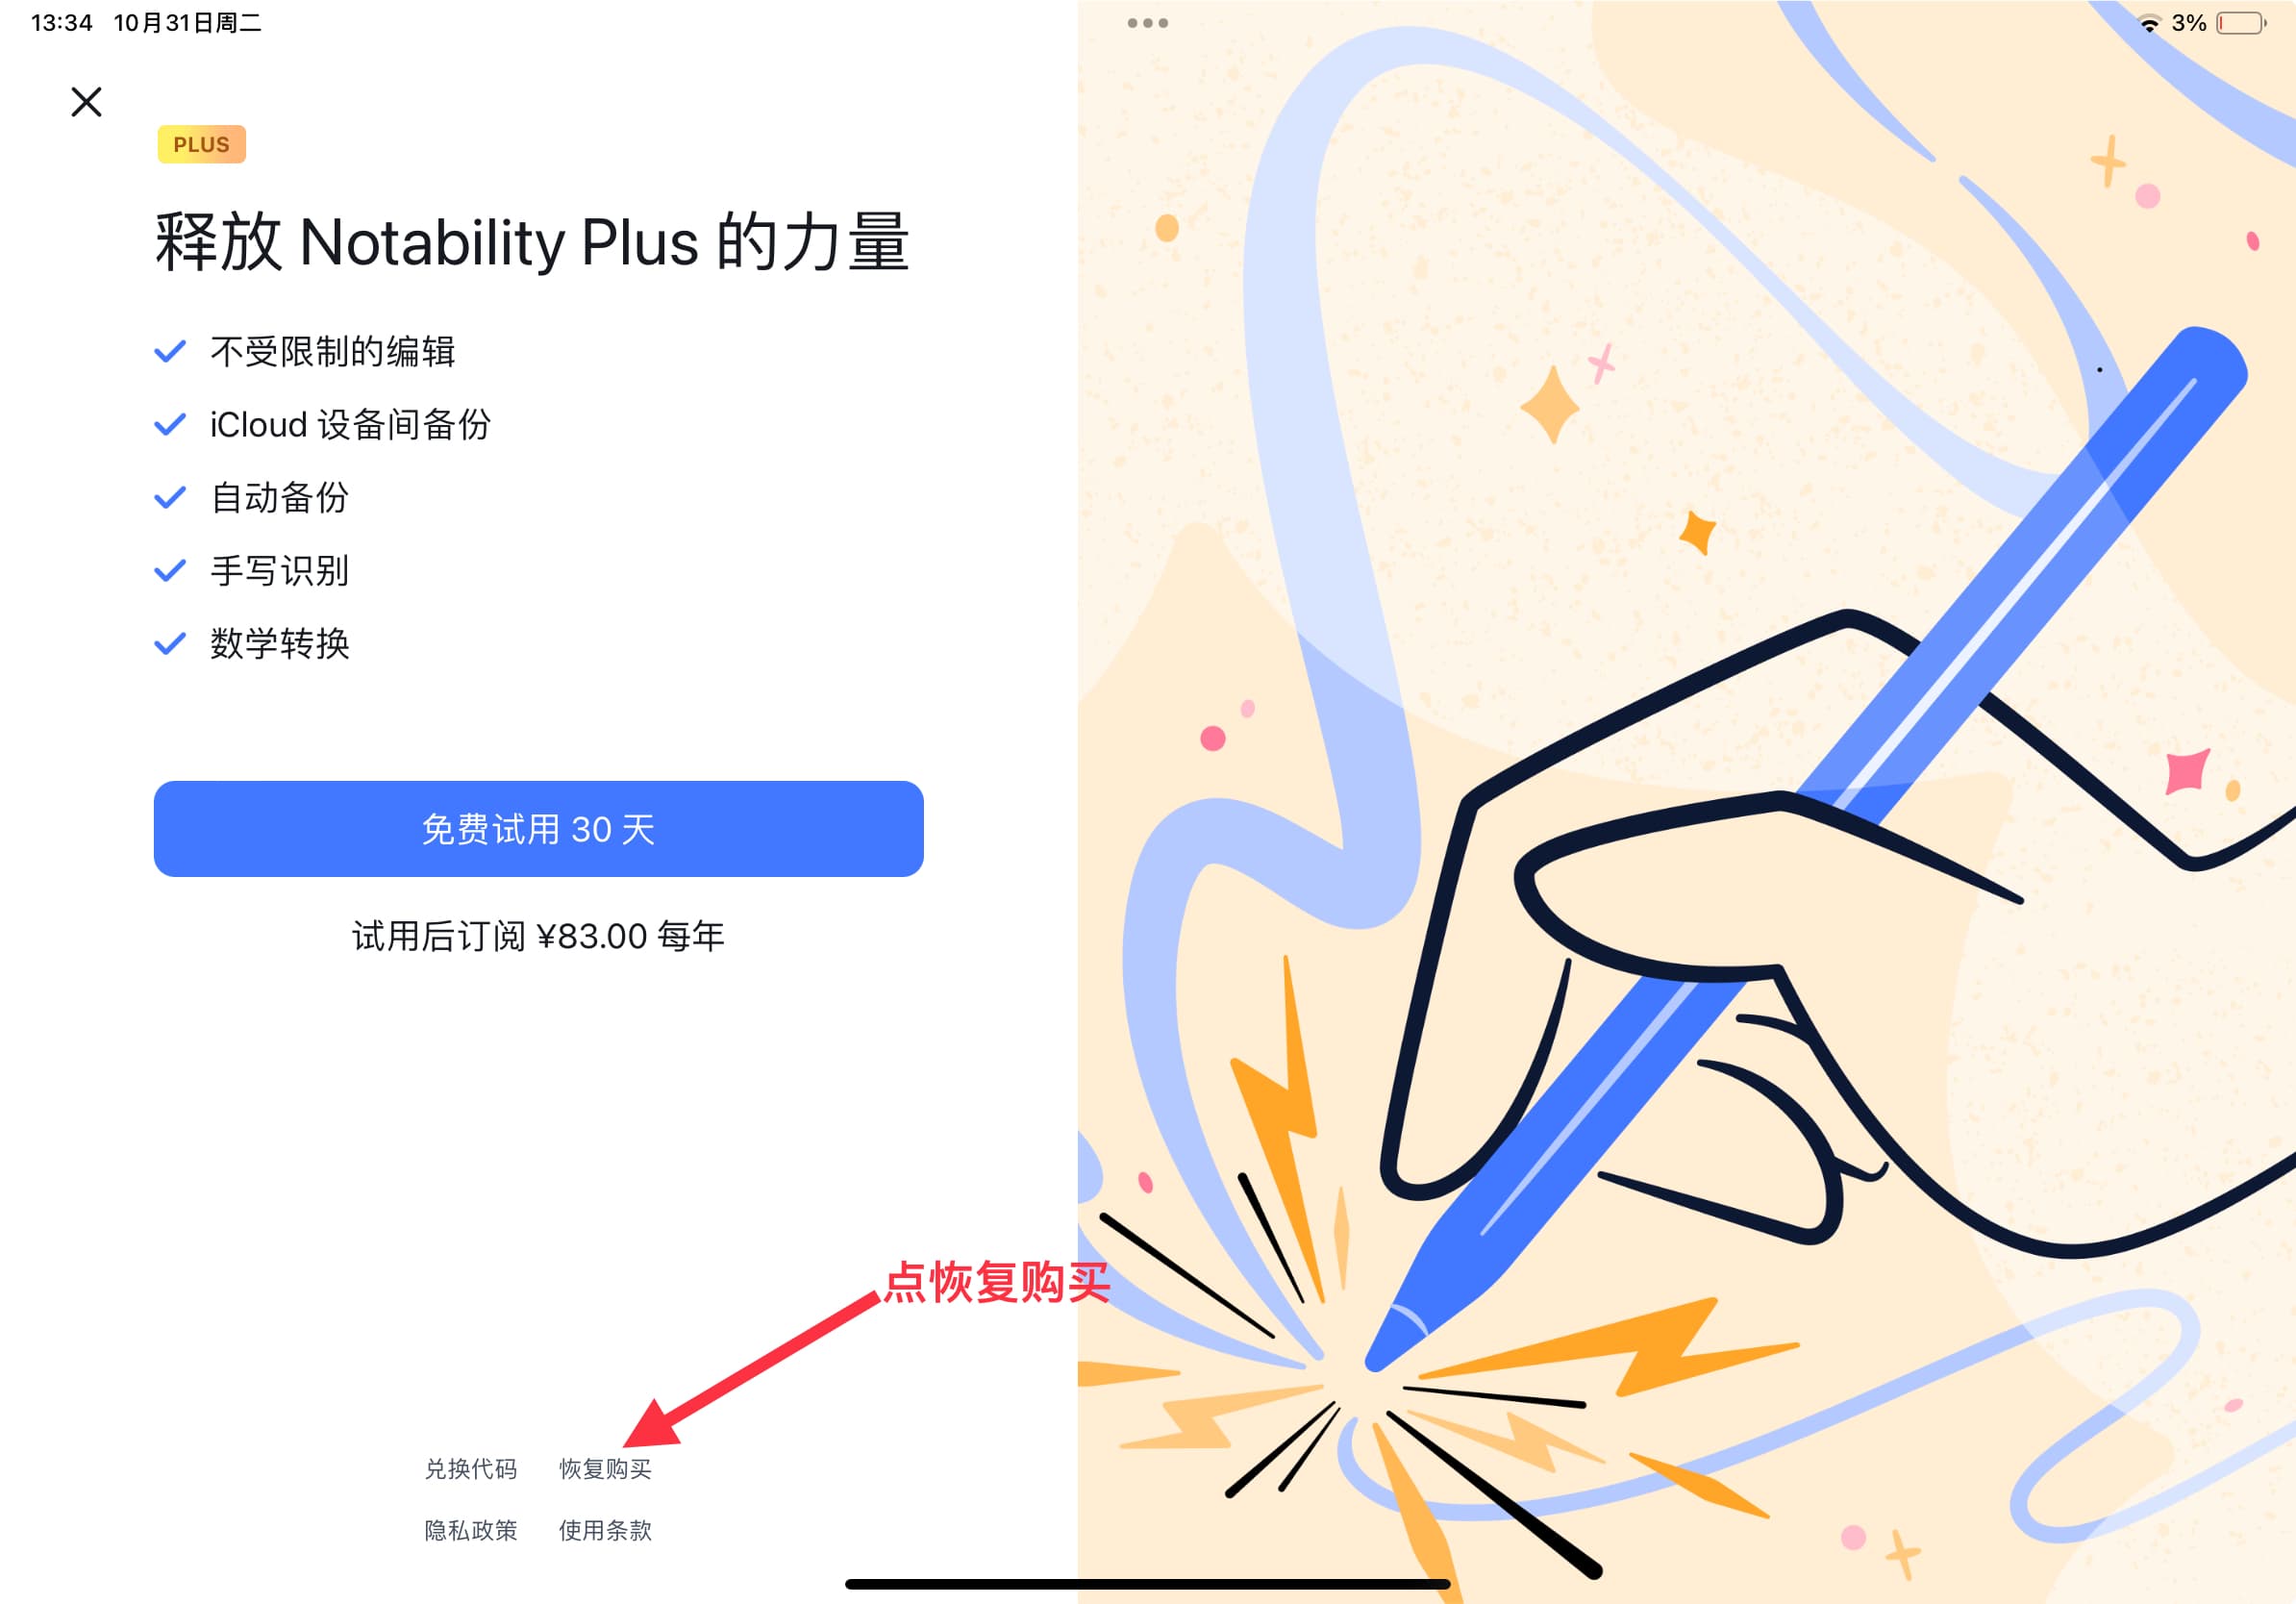 13:34 10月31日周二
3%
PLUS
释放 Notability Plus 的力量
不受限制的编辑
iCloud 设备间备份
自动备份
手写识别
数学转换
免费试用 30 天
试用后订阅 ¥83.00 每年
点恢复购买
兑换代码 恢复购买
隐私政策 使用条款